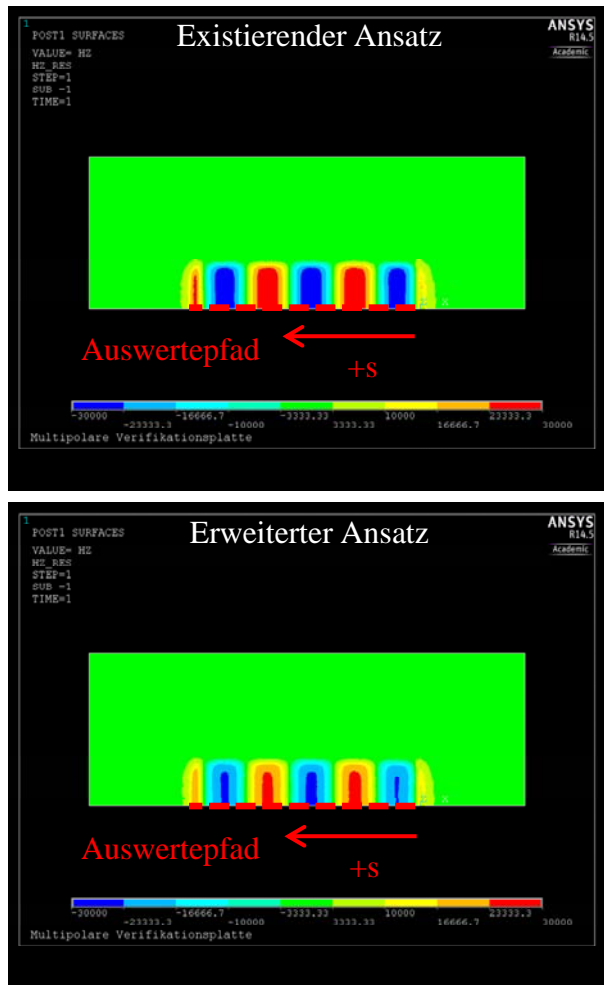 1
POST1 SURFACES
VALUE= HZ
HZ_RES
STEP=1
SUB =1
TIME=1
Existierender Ansatz
ANSYS
R14.5
Academic
X
Auswertepfad
+s
-30000 -16666.7 -3333.33 10000 23333.3
-23333.3 -10000 3333.33 16666.7 30000
Multipolare Verifikationsplatte
1
POST1 SURFACES
VALUE= HZ
HZ_RES
STEP=1
SUB =1
TIME=1
Erweiterter Ansatz
ANSYS
R14.5
Academic
X
Auswertepfad
+s
-30000 -16666.7 -3333.33 10000 23333.3
-23333.3 -10000 3333.33 16666.7 30000
Multipolare Verifikationsplatte